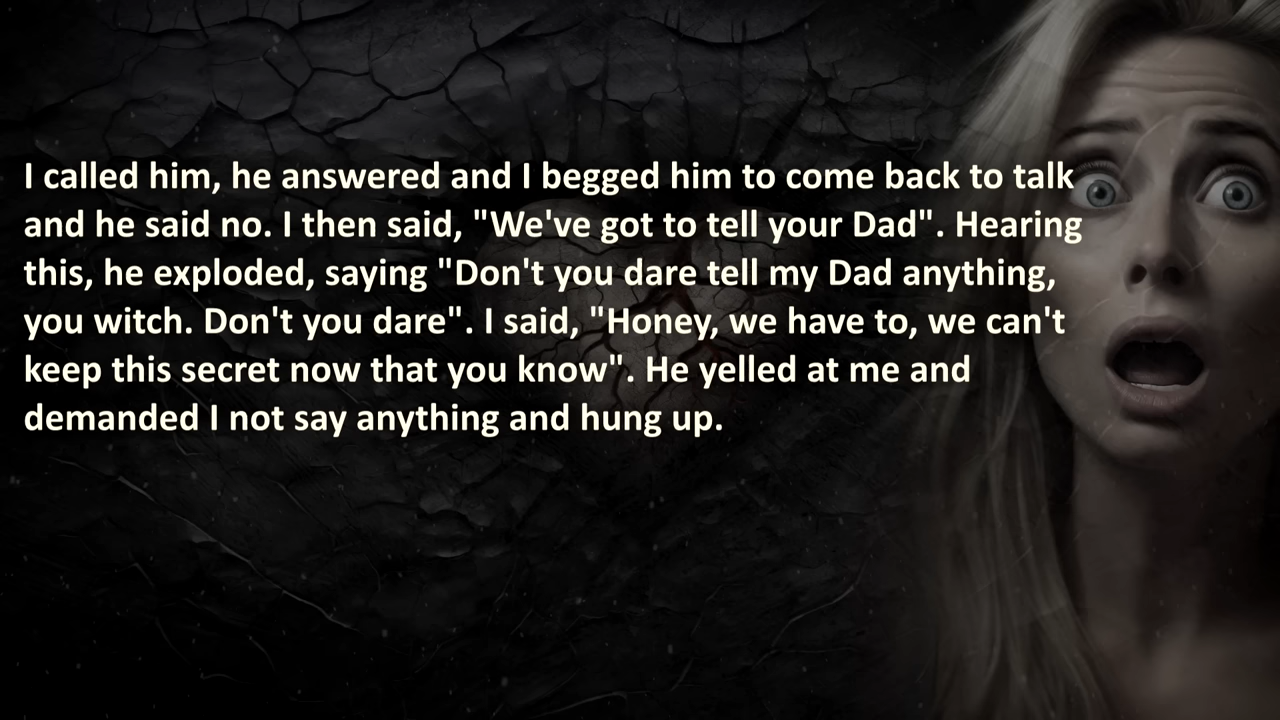 I called him, he answered and I begged him to come back to talk
and he said no. I then said, "We've got to tell your Dad". Hearing
this, he exploded, saying "Don't you dare tell my Dad anything,
you witch. Don't you dare". I said, "Honey, we have to, we can't
keep this secret now that you know". He yelled at me and
demanded I not say anything and hung up.